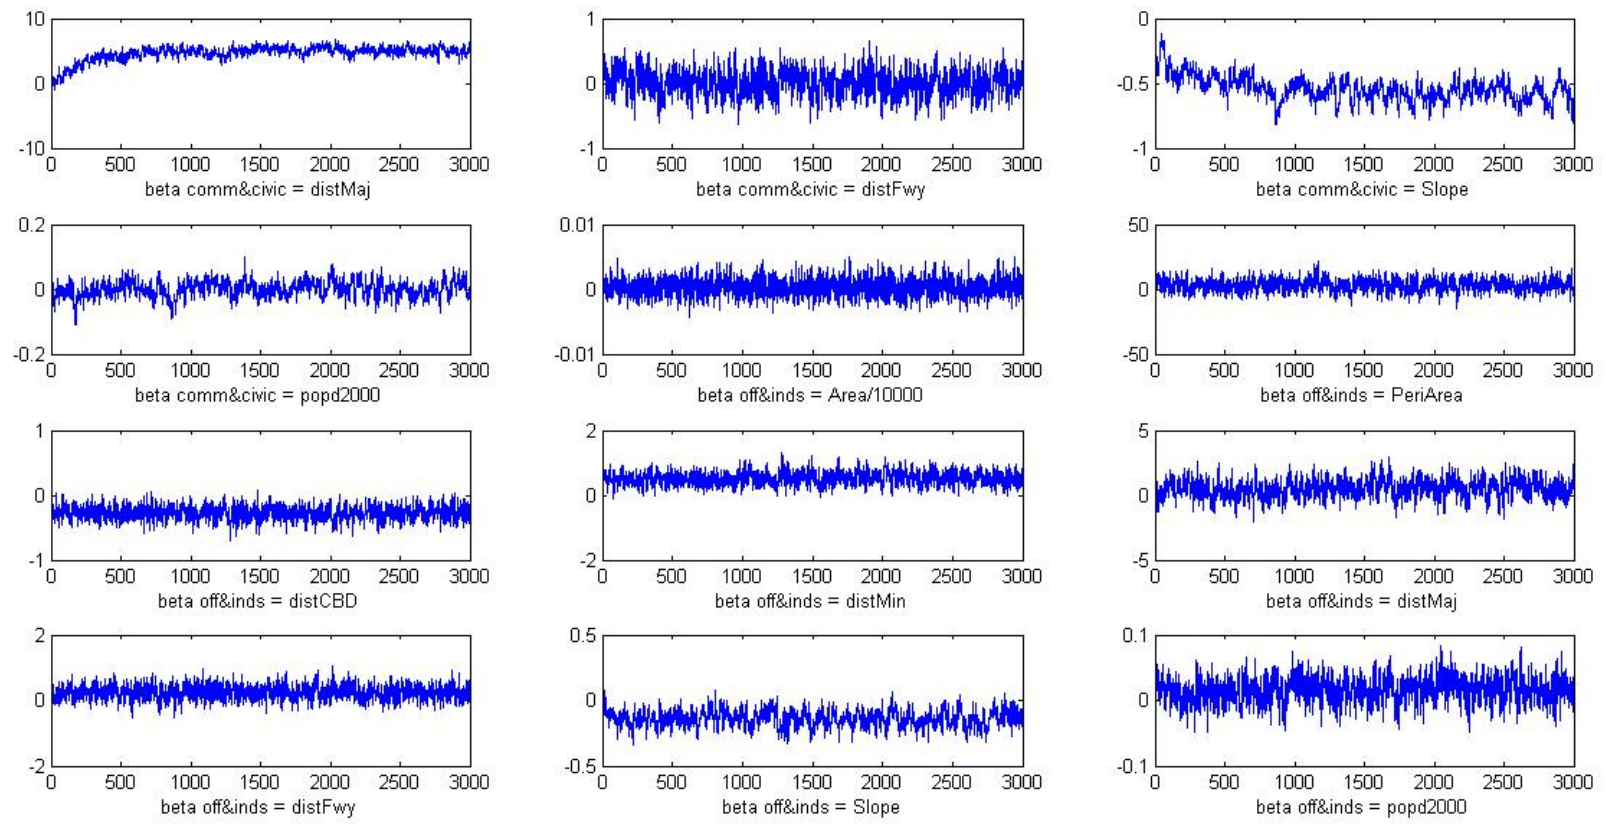 10
0
-10
0 500 1000 1500 2000 2500 3000
beta comm&civic = distMaj
1
0
-1
0 500 1000 1500 2000 2500 3000
beta comm&civic = distFwy
0
-0.5
-1
0 500 1000 1500 2000 2500 3000
beta comm&civic = Slope
0.2
0
-0.2
0 500 1000 1500 2000 2500 3000
beta comm&civic = popd2000
0.01
0
-0.01
0 500 1000 1500 2000 2500 3000
beta off&inds = Area/10000
50
0
-50
0 500 1000 1500 2000 2500 3000
beta off&inds = PeriArea
1
0
-1
0 500 1000 1500 2000 2500 3000
beta off&inds = distCBD
2
0
-2
0 500 1000 1500 2000 2500 3000
beta off&inds = distMin
5
0
-5
0 500 1000 1500 2000 2500 3000
beta off&inds = distMaj
2
0
-2
0 500 1000 1500 2000 2500 3000
beta off&inds = distFwy
0.5
0
-0.5
0 500 1000 1500 2000 2500 3000
beta off&inds = Slope
0.1
0
-0.1
0 500 1000 1500 2000 2500 3000
beta off&inds = popd2000